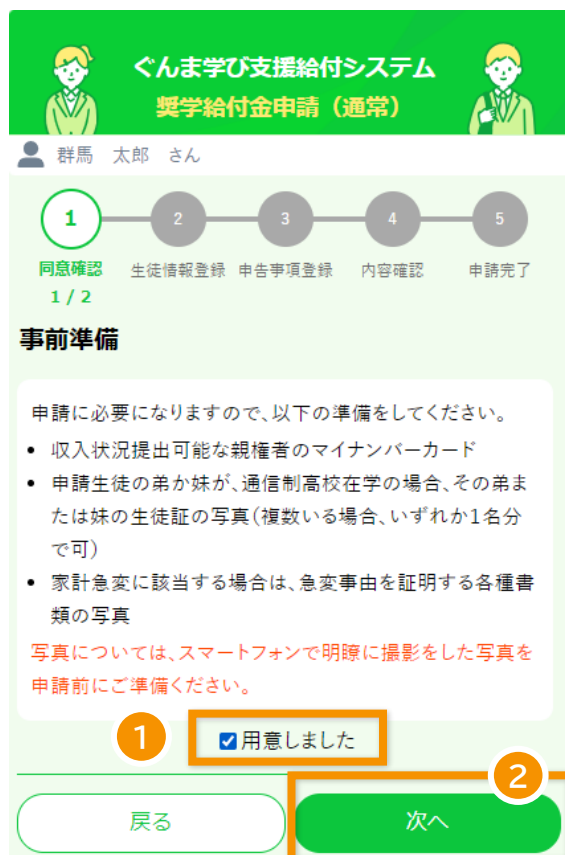 ぐんま学び支援給付システム
奨学給付金申請（通常）
群馬　太郎　さん
1 2 3 4 5
同意確認 生徒情報登録 申告事項登録 内容確認 申請完了
1 / 2
事前準備
申請に必要になりますので、以下の準備をしてください。
• 収入状況提出可能な親権者のマイナンバーカード
• 申請生徒の弟か妹が、通信制高校在学の場合、その弟ま
たは妹の生徒証の写真（複数いる場合、いずれか1名分
で可）
• 家計急変に該当する場合は、急変事由を証明する各種書
類の写真
写真については、スマートフォンで明瞭に撮影をした写真を
申請前にご準備ください。
1 用意しました
2
戻る 次へ